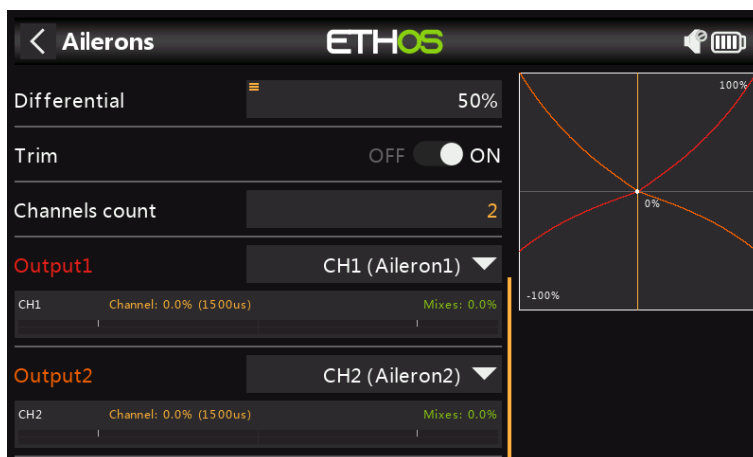 Ailerons
ETHOS
Differential
50%
Trim
OFF ON
Channels count
2
Output1
CH1 (Aileron1)
CH1 Channel: 0.0% (1500us) Mixes: 0.0%
Output2
CH2 (Aileron2)
CH2 Channel: 0.0% (1500us) Mixes: 0.0%
100%
0%
-100%